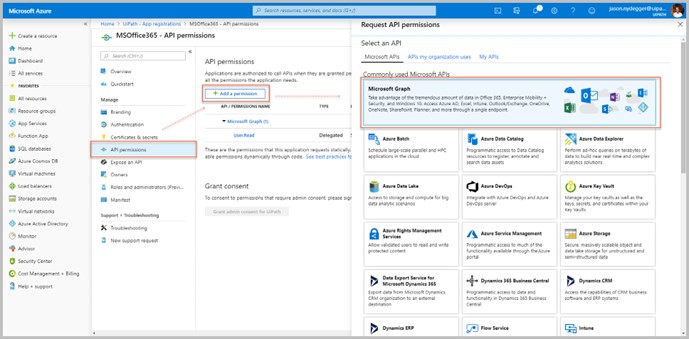 Microsoft Azure
Search resources, services, and docs (G+/)
jason.nydegger@uipa...
UIPATH
Create a resource
Home
Dashboard
All services
FAVORITES
All resources
Resource groups
App Services
Function App
SQL databases
Azure Cosmos DB
Virtual machines
Load balancers
Storage accounts
Virtual networks
Azure Active Directory
Monitor
Advisor
Security Center
Cost Management + Billing
Help + support
Home > UiPath - App registrations > MSOffice365 - API permissions
MSOffice365 - API permissions
Search (Ctrl+/)
Overview
Quickstart
Manage
Branding
Authentication
Certificates & secrets
API permissions
Expose an API
Owners
Roles and administrators (Previ...
Manifest
Support + Troubleshooting
Troubleshooting
New support request
API permissions
Applications are authorized to call APIs when they are granted pe
all the permissions the application needs.
+ Add a permission
API / PERMISSIONS NAME
TYPE
Microsoft Graph (1)
User.Read
Delegated
These are the permissions that this application requests statically.
able permissions dynamically through code. See best practices fo
Grant consent
To consent to permissions that require admin consent, please sign
Grant admin consent for UiPath
Request API permissions
Select an API
Microsoft APIs
APIs my organization uses
My APIs
Commonly used Microsoft APIs
Microsoft Graph
Take advantage of the tremendous amount of data in Office 365, Enterprise Mobility +
Security, and Windows 10. Access Azure AD, Excel, Intune, Outlook/Exchange, OneDrive,
OneNote, SharePoint, Planner, and more through a single endpoint.
Azure Batch
Schedule large-scale parallel and HPC
applications in the cloud
Azure Data Catalog
Programmatic access to Data Catalog
resources to register, annotate and
search data assets
Azure Data Explorer
Perform ad-hoc queries on terabytes of
data to build near real-time and complex
analytics solutions
Azure Data Lake
Access to storage and compute for big
data analytic scenarios
Azure DevOps
Integrate with Azure DevOps and Azure
DevOps server
Azure Key Vault
Manage your key vaults as well as the
keys, secrets, and certificates within your
Key Vaults
Azure Rights Management
Services
Allow validated users to read and write
protected content
Azure Service Management
Programmatic access to much of the
functionality available through the Azure
portal
Azure Storage
Secure, massively scalable object and
data lake storage for unstructured and
semi-structured data
Data Export Service for
Microsoft Dynamics 365
Export data from Microsoft Dynamics
CRM organization to an external
destination
Dynamics 365 Business Central
Programmatic access to data and
functionality in Dynamics 365 Business
Central
Dynamics CRM
Access the capabilities of CRM business
software and ERP systems
Dynamics ERP
Flow Service
Intune